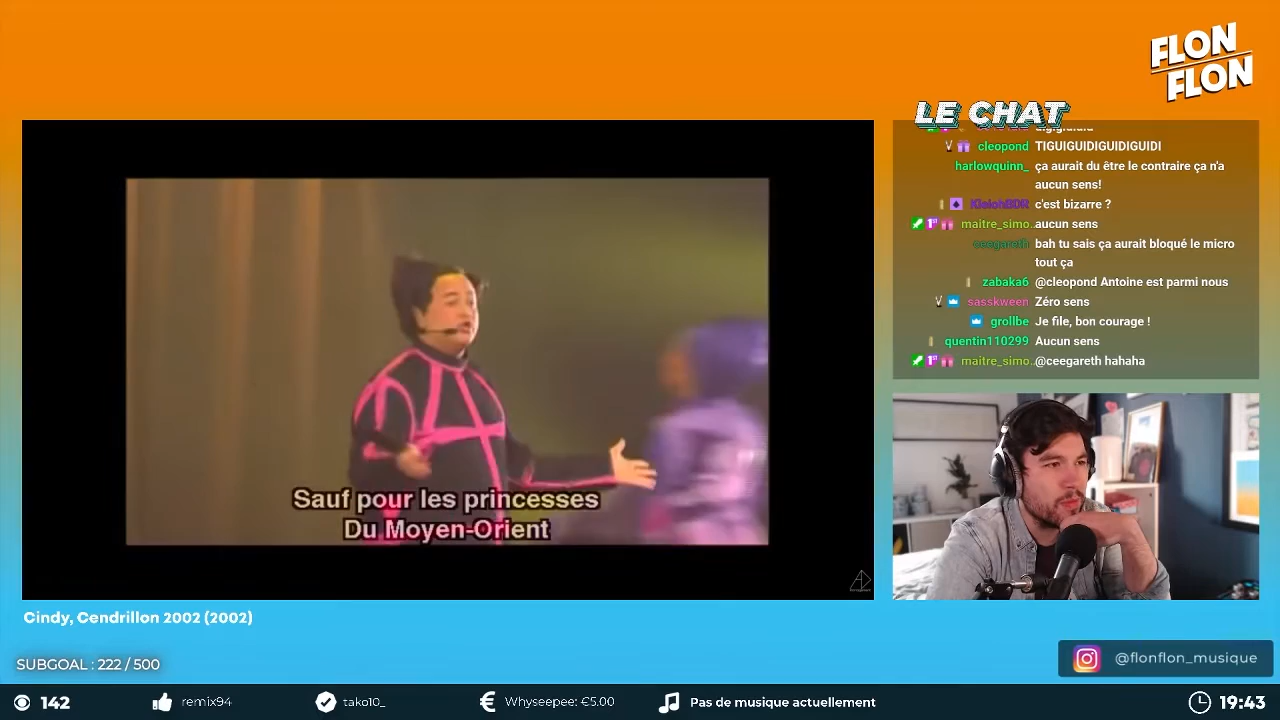 FLON
FLON
LE CHAT
cleopond TIGUIGUIDIGUIDIGUIDI
harlowquinn_ ça aurait du être le contraire ça n'a
aucun sens!
c'est bizarre ?
maitre_simo.. aucun sens
ceegareth bah tu sais ça aurait bloqué le micro
tout ça
zabaka6 @cleopond Antoine est parmi nous
sasskween Zéro sens
grollbe Je file, bon courage !
quentin110299 Aucun sens
maitre_simo.. @ceegareth hahaha
Sauf pour les princesses
Du Moyen-Orient
Cindy, Cendrillon 2002 (2002)
SUBGOAL : 222 / 500
@flonflon_musique
142 remix94 tako10_ Whyseepee: €5.00 Pas de musique actuellement 19:43